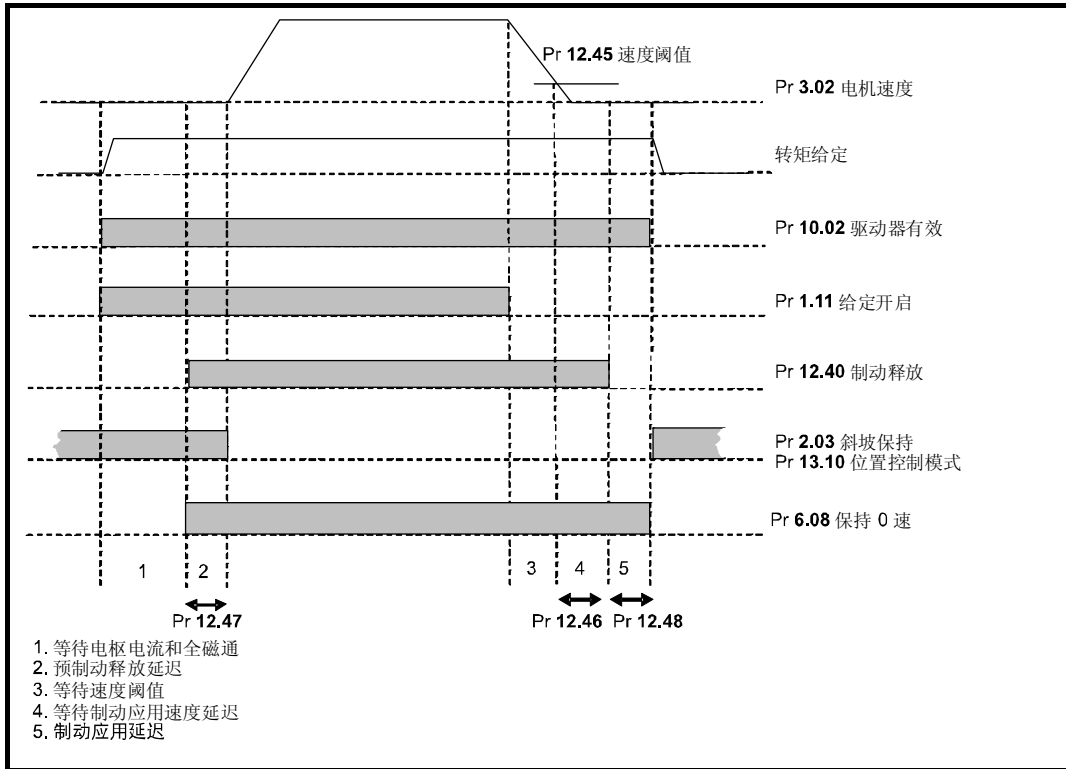 Pr 12.45 速度阈值
Pr 3.02 电机速度
转矩给定
Pr 10.02 驱动器有效
Pr 1.11 给定开启
Pr 12.40 制动释放
Pr 2.03 斜坡保持
Pr 13.10 位置控制模式
Pr 6.08 保持 0 速
1 2 3 4 5
Pr 12.47 Pr 12.46 Pr 12.48
1. 等待电枢电流和全磁通
2. 预制动释放延迟
3. 等待速度阈值
4. 等待制动应用速度延迟
5. 制动应用延迟